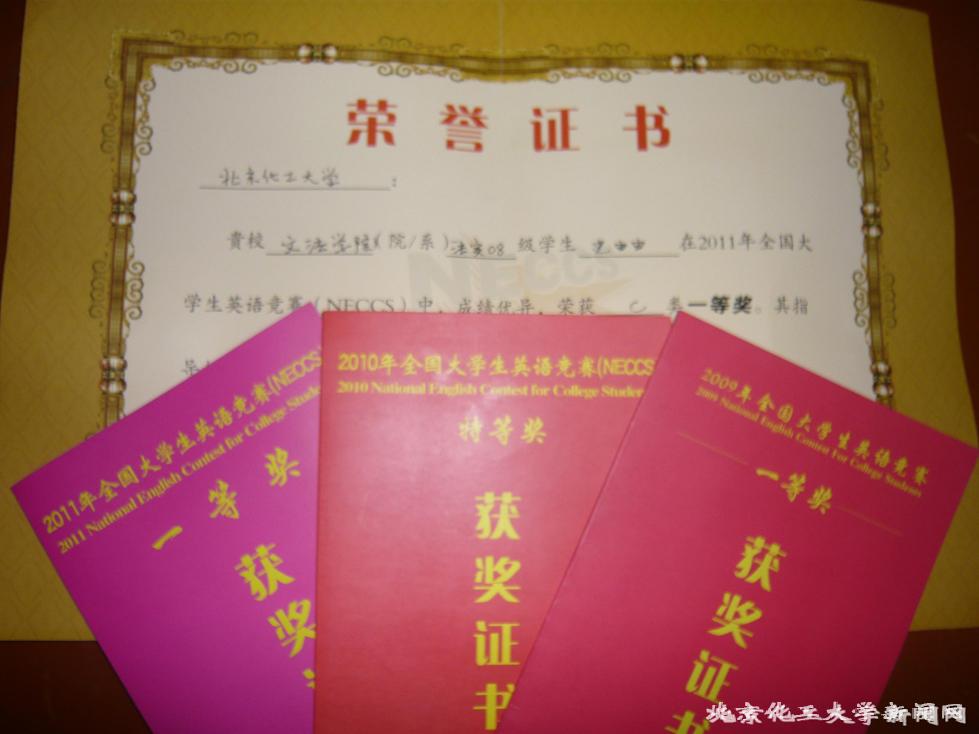 荣誉证书
北京化工大学：
贵校 文法学院(院/系) 法实08 级学生 在2011年全国大
NECCS
学生英语竞赛(NECCS)中，成绩优异，荣获 C 类一等奖。其指
2011年全国大学生英语竞赛(NECCS
2011 National English Contest for College Stude
一等奖
获奖证
2010年全国大学生英语竞赛(NECCS
2010 National English Contest for College Studen
特等奖
获奖证书
2009年全国大学生英语竞赛
2009 National English Contest For College Students
一等奖
获奖证书
北京化工大学新闻网